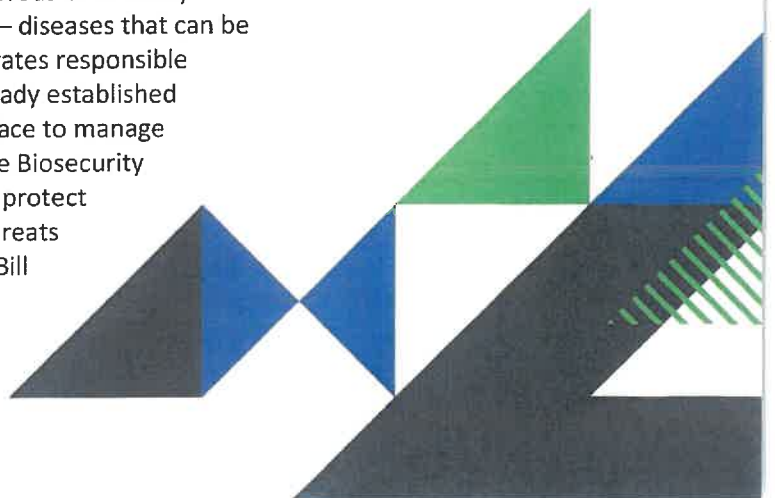 – diseases that can be
rates responsible
ady established
ace to manage
e Biosecurity
protect
reats
Bill